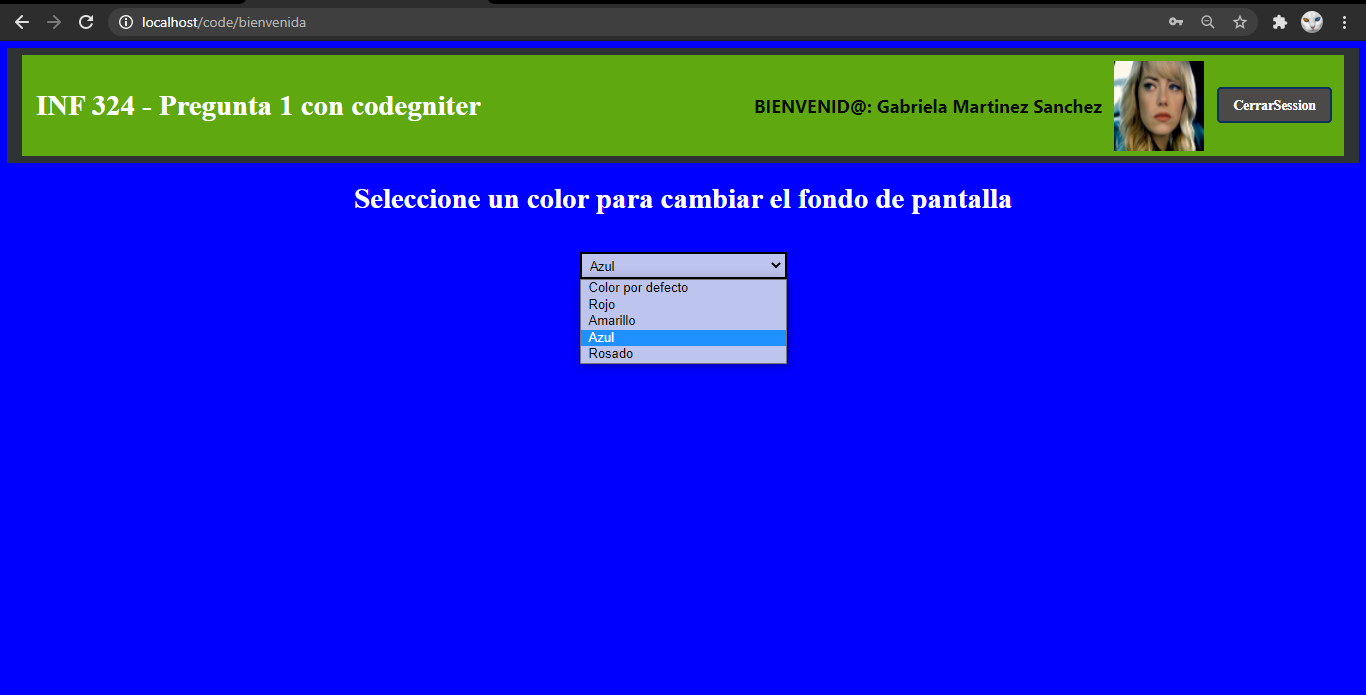 localhost/code/bienvenida
INF 324 - Pregunta 1 con codegniter
BIENVENID@: Gabriela Martinez Sanchez
CerrarSession
Seleccione un color para cambiar el fondo de pantalla
Azul
Color por defecto
Rojo
Amarillo
Azul
Rosado